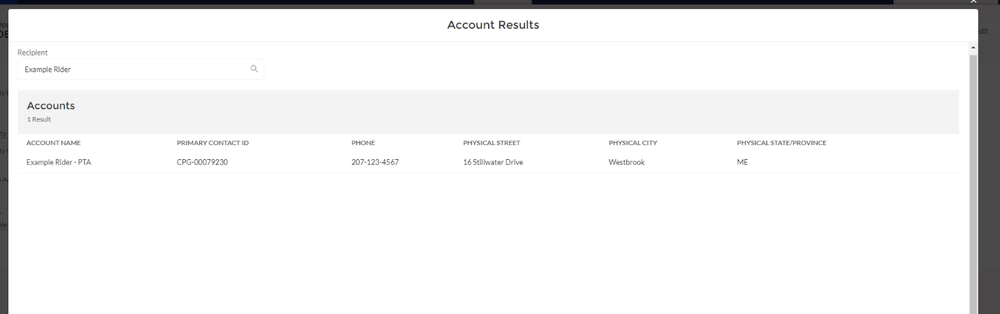 Account Results
Edit
Recipient
Example Rider
Accounts
1 Result
ACCOUNT NAME PRIMARY CONTACT ID PHONE PHYSICAL STREET PHYSICAL CITY PHYSICAL STATE/PROVINCE
Example Rider - PTA CPG-00079230 207-123-4567 16 Stillwater Drive Westbrook ME